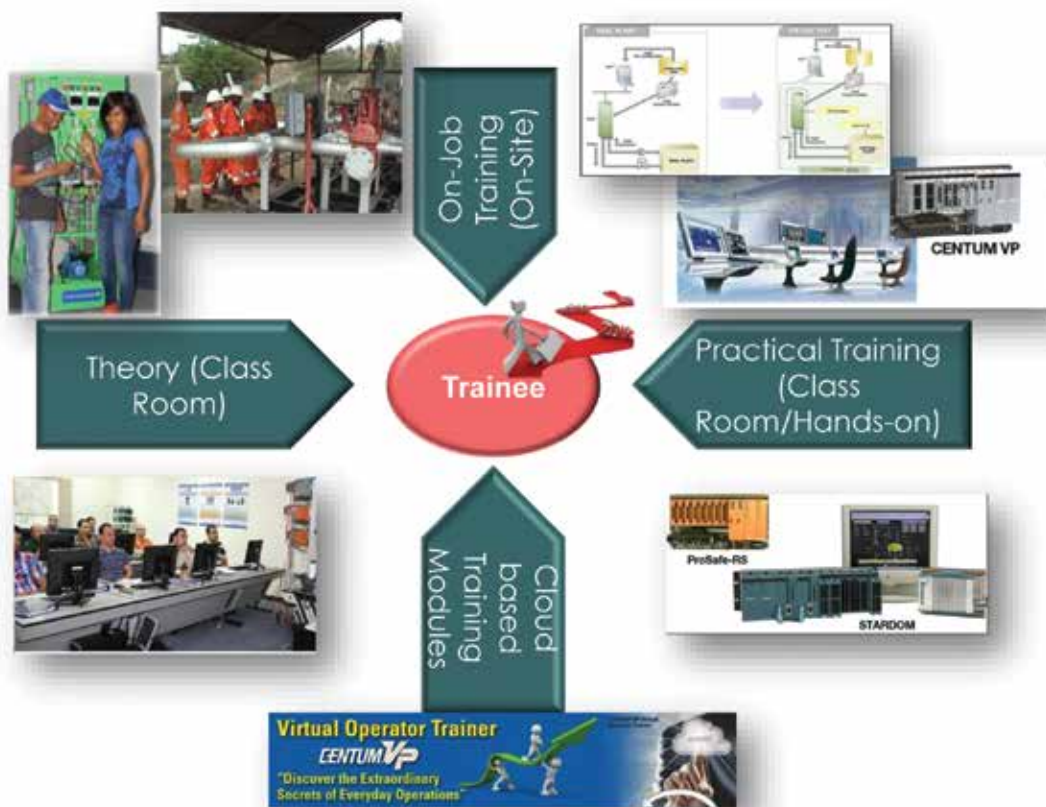 On-Job
Training
(On-Site)
CENTUM VP
Theory (Class
Room)
Trainee
Practical Training
(Class
Room/Hands-on)
ProSafe-RS
STARDOM
Cloud
based
Training
Modules
Virtual Operator Trainer
CENTUM VP
"Discover the Extraordinary
Secrets of Everyday Operations"